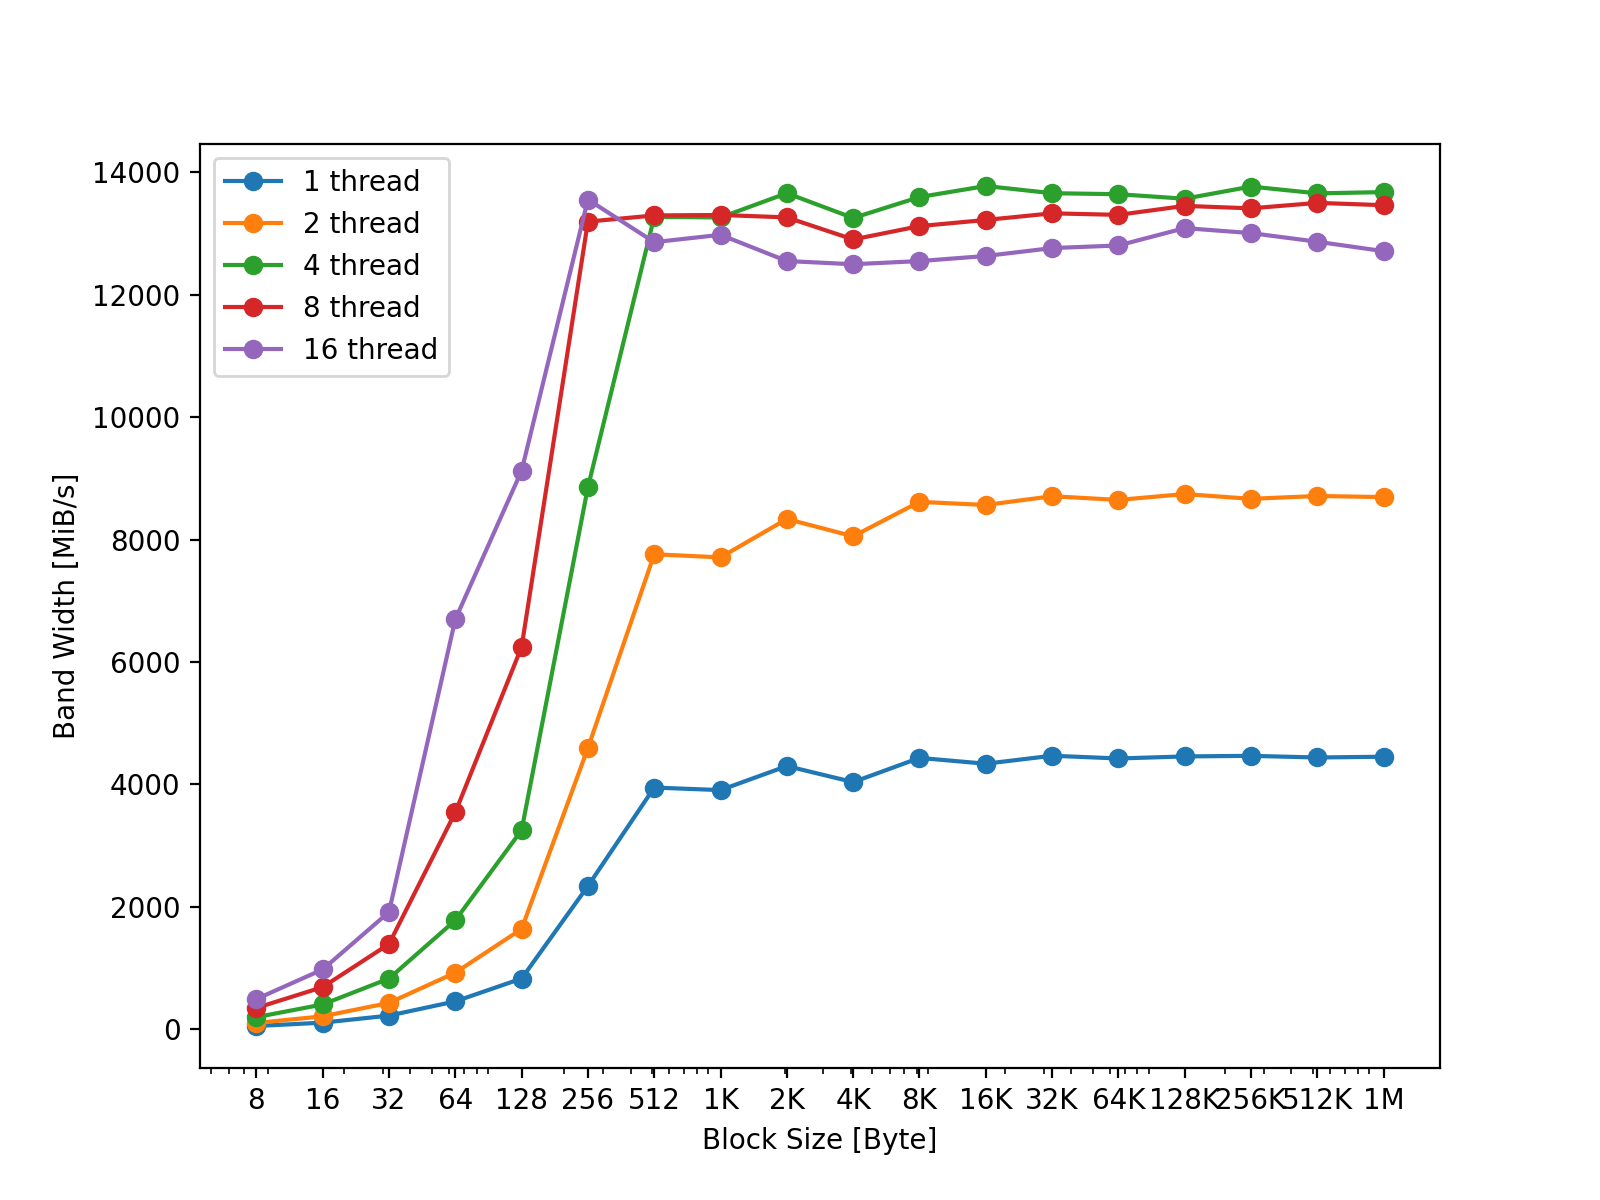 14000
12000
10000
8000
6000
4000
2000
0
Band Width [MiB/s]
1 thread
2 thread
4 thread
8 thread
16 thread
8 16 32 64 128 256 512 1K 2K 4K 8K 16K 32K 64K 128K 256K 512K 1M
Block Size [Byte]